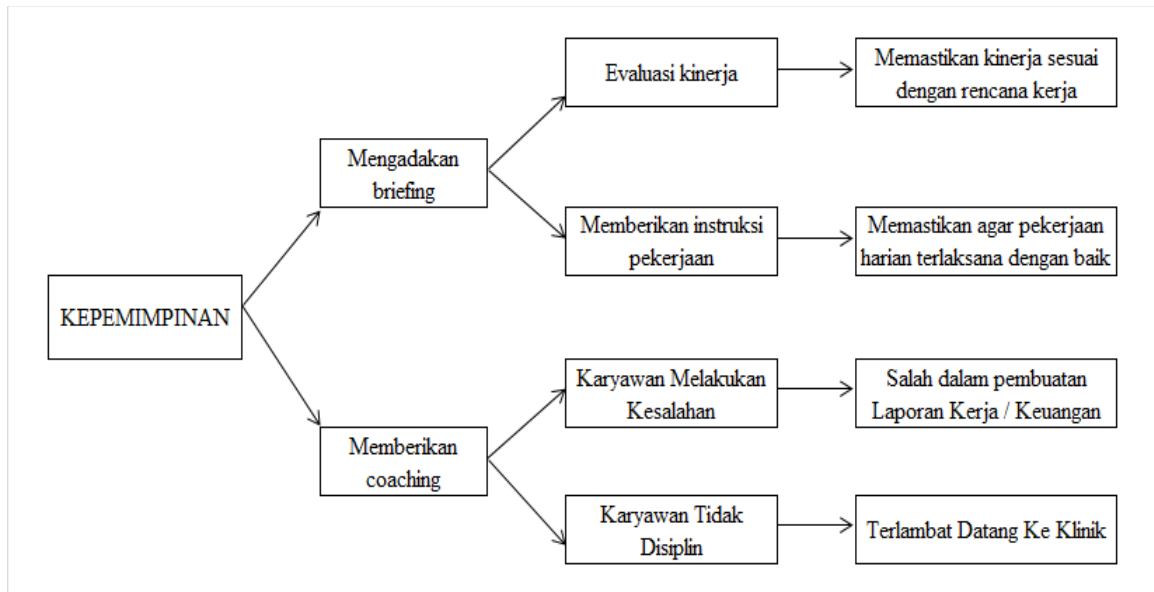 Evaluasi kinerja
Memastikan kinerja sesuai
dengan rencana kerja
Mengadakan
briefing
Memberikan instruksi
pekerjaan
Memastikan agar pekerjaan
harian terlaksana dengan baik
KEPEMIMPINAN
Karyawan Melakukan
Kesalahan
Salah dalam pembuatan
Laporan Kerja / Keuangan
Memberikan
coaching
Karyawan Tidak
Disiplin
Terlambat Datang Ke Klinik